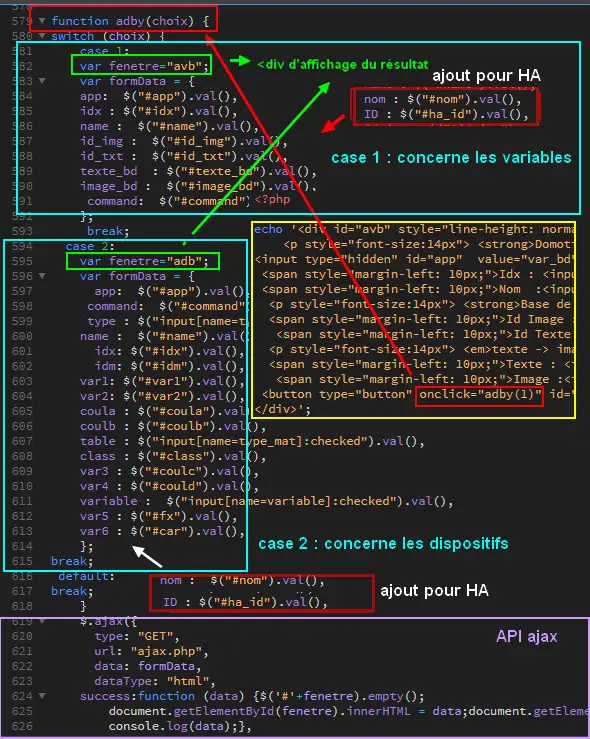 578
579 function adby(choix) {
580 switch (choix) {
581 case 1:
582 var fenetre="avb";
<div d'affichage du résultat
583 var formData = {
ajout pour HA
584 app: $("#app").val(),
nom : $("#nom").val(),
585 idx : $("#idx").val(),
ID : $("#ha_id").val(),
586 name : $("#name").val(),
587 id_img : $("#id_img").val(),
588 id_txt : $("#id_txt").val(),
case 1 : concerne les variables
589 texte_bd : $("#texte_bd").val(),
590 image_bd : $("#image_bd").val(),
591 command: $("#command")
<?php
592 };
593 break;
echo '<div id="avb" style="line-height: norma
<p style="font-size:14px"> <strong>Domoti
<input type="hidden" id="app" value="var_bd"
<span style="margin-left: 10px;">Idx : <inpu
<span style="margin-left: 10px;">Nom :<inp
<p style="font-size:14px"> <strong>Base de
<span style="margin-left: 10px;">Id Image :
<span style="margin-left: 10px;">Id Texte
<p style="font-size:14px"> <em>texte -> ima
<span style="margin-left: 10px;">Texte : <
<span style="margin-left: 10px;">Image :<
<button type="button" onclick="adby(1)" id="
</div>';
594 case 2:
595 var fenetre="adb";
596 var formData = {
597 app: $("#app").val(),
598 command: $("#command"
599 type : $("input[name=t
600 name : $("#name").val()
601 idx: $("#idx").val(),
602 idm: $("#idm").val(),
603 var1: $("#var1").val(),
604 var2: $("#var2").val(),
605 coula : $("#coula").val(),
606 coulb : $("#coulb").val(),
607 table : $("input[name=type_mat]:checked").val(),
608 class : $("#class").val(),
609 var3 : $("#coulc").val(),
610 var4 : $("#could").val(),
611 variable : $("input[name=variable]:checked").val(),
612 var5 : $("#fx").val(),
613 var6 : $("#car").val(),
case 2 : concerne les dispositifs
614 };
615 break;
616 default:
nom : $("#nom").val(),
617 break;
ajout pour HA
ID : $("#ha_id").val(),
618 }
619 $.ajax({
API ajax
620 type: "GET",
621 url: "ajax.php",
622 data: formData,
623 dataType: "html",
624 success:function (data) {$('#'+fenetre).empty();
625 document.getElementById(fenetre).innerHTML = data;document.getElem
626 console.log(data);},